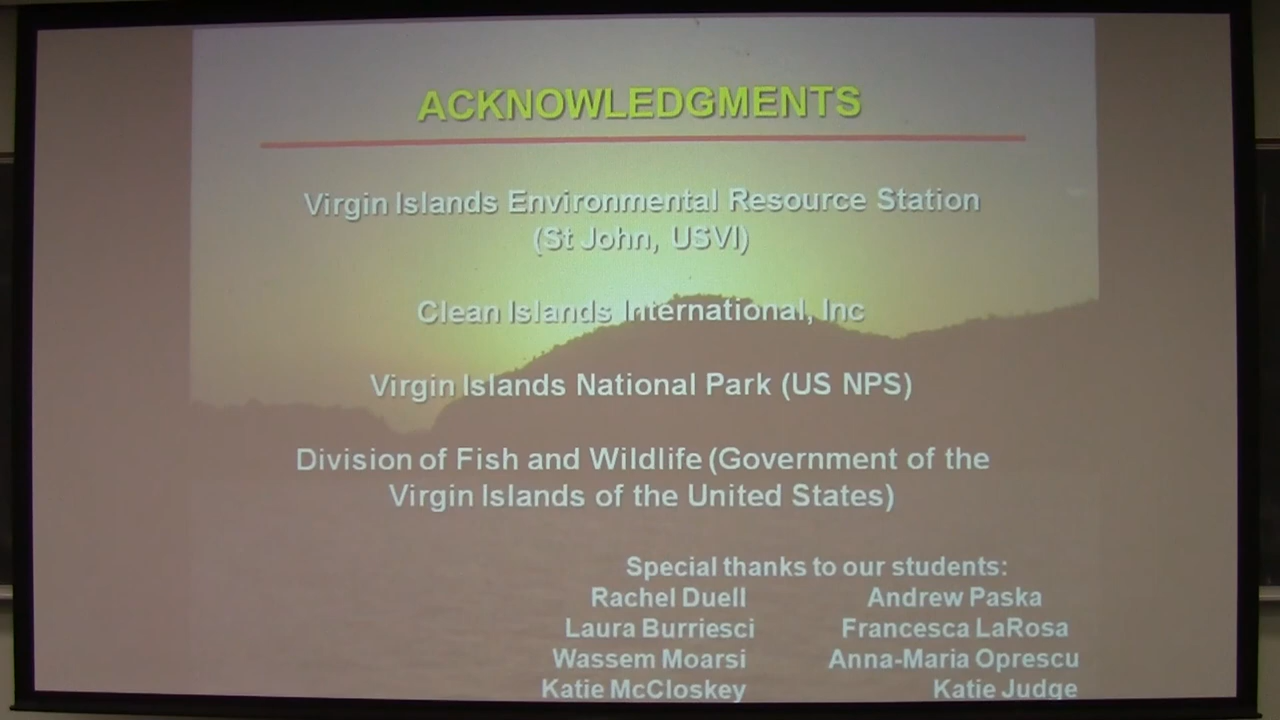 ACKNOWLEDGMENTS
Virgin Islands Environmental Resource Station
(St John, USVI)
Clean Islands International, Inc
Virgin Islands National Park (US NPS)
Division of Fish and Wildlife (Government of the
Virgin Islands of the United States)
Special thanks to our students:
Rachel Duell Andrew Paska
Laura Burriesci Francesca LaRosa
Wassem Moarsi Anna-Maria Oprescu
Katie McCloskey Katie Judge